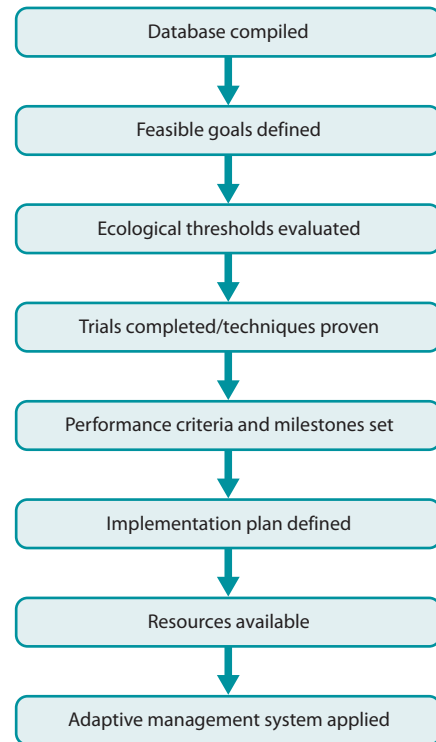 Database compiled
Feasible goals defined
Ecological thresholds evaluated
Trials completed/techniques proven
Performance criteria and milestones set
Implementation plan defined
Resources available
Adaptive management system applied